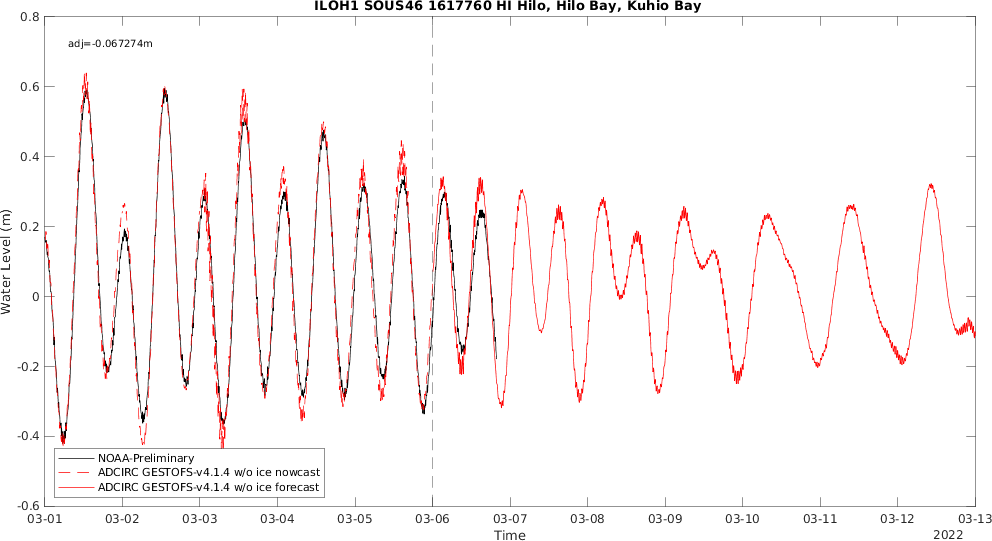 ILOH1 SOUS46 1617760 HI Hilo, Hilo Bay, Kuhio Bay
adj=-0.067274m
0.8
0.6
0.4
0.2
0
-0.2
-0.4
-0.6
Water Level (m)
NOAA-Preliminary
ADCIRC GESTOFS-v4.1.4 w/o ice nowcast
ADCIRC GESTOFS-v4.1.4 w/o ice forecast
03-01 03-02 03-03 03-04 03-05 03-06 03-07 03-08 03-09 03-10 03-11 03-12 03-13
Time
2022